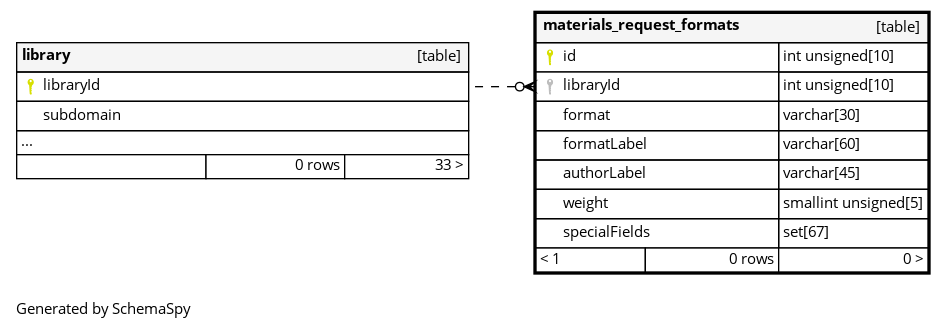 library [table]
libraryId
subdomain
...
0 rows 33 >
materials_request_formats [table]
id int unsigned[10]
libraryId int unsigned[10]
format varchar[30]
formatLabel varchar[60]
authorLabel varchar[45]
weight smallint unsigned[5]
specialFields set[67]
< 1 0 rows 0 >
Generated by SchemaSpy